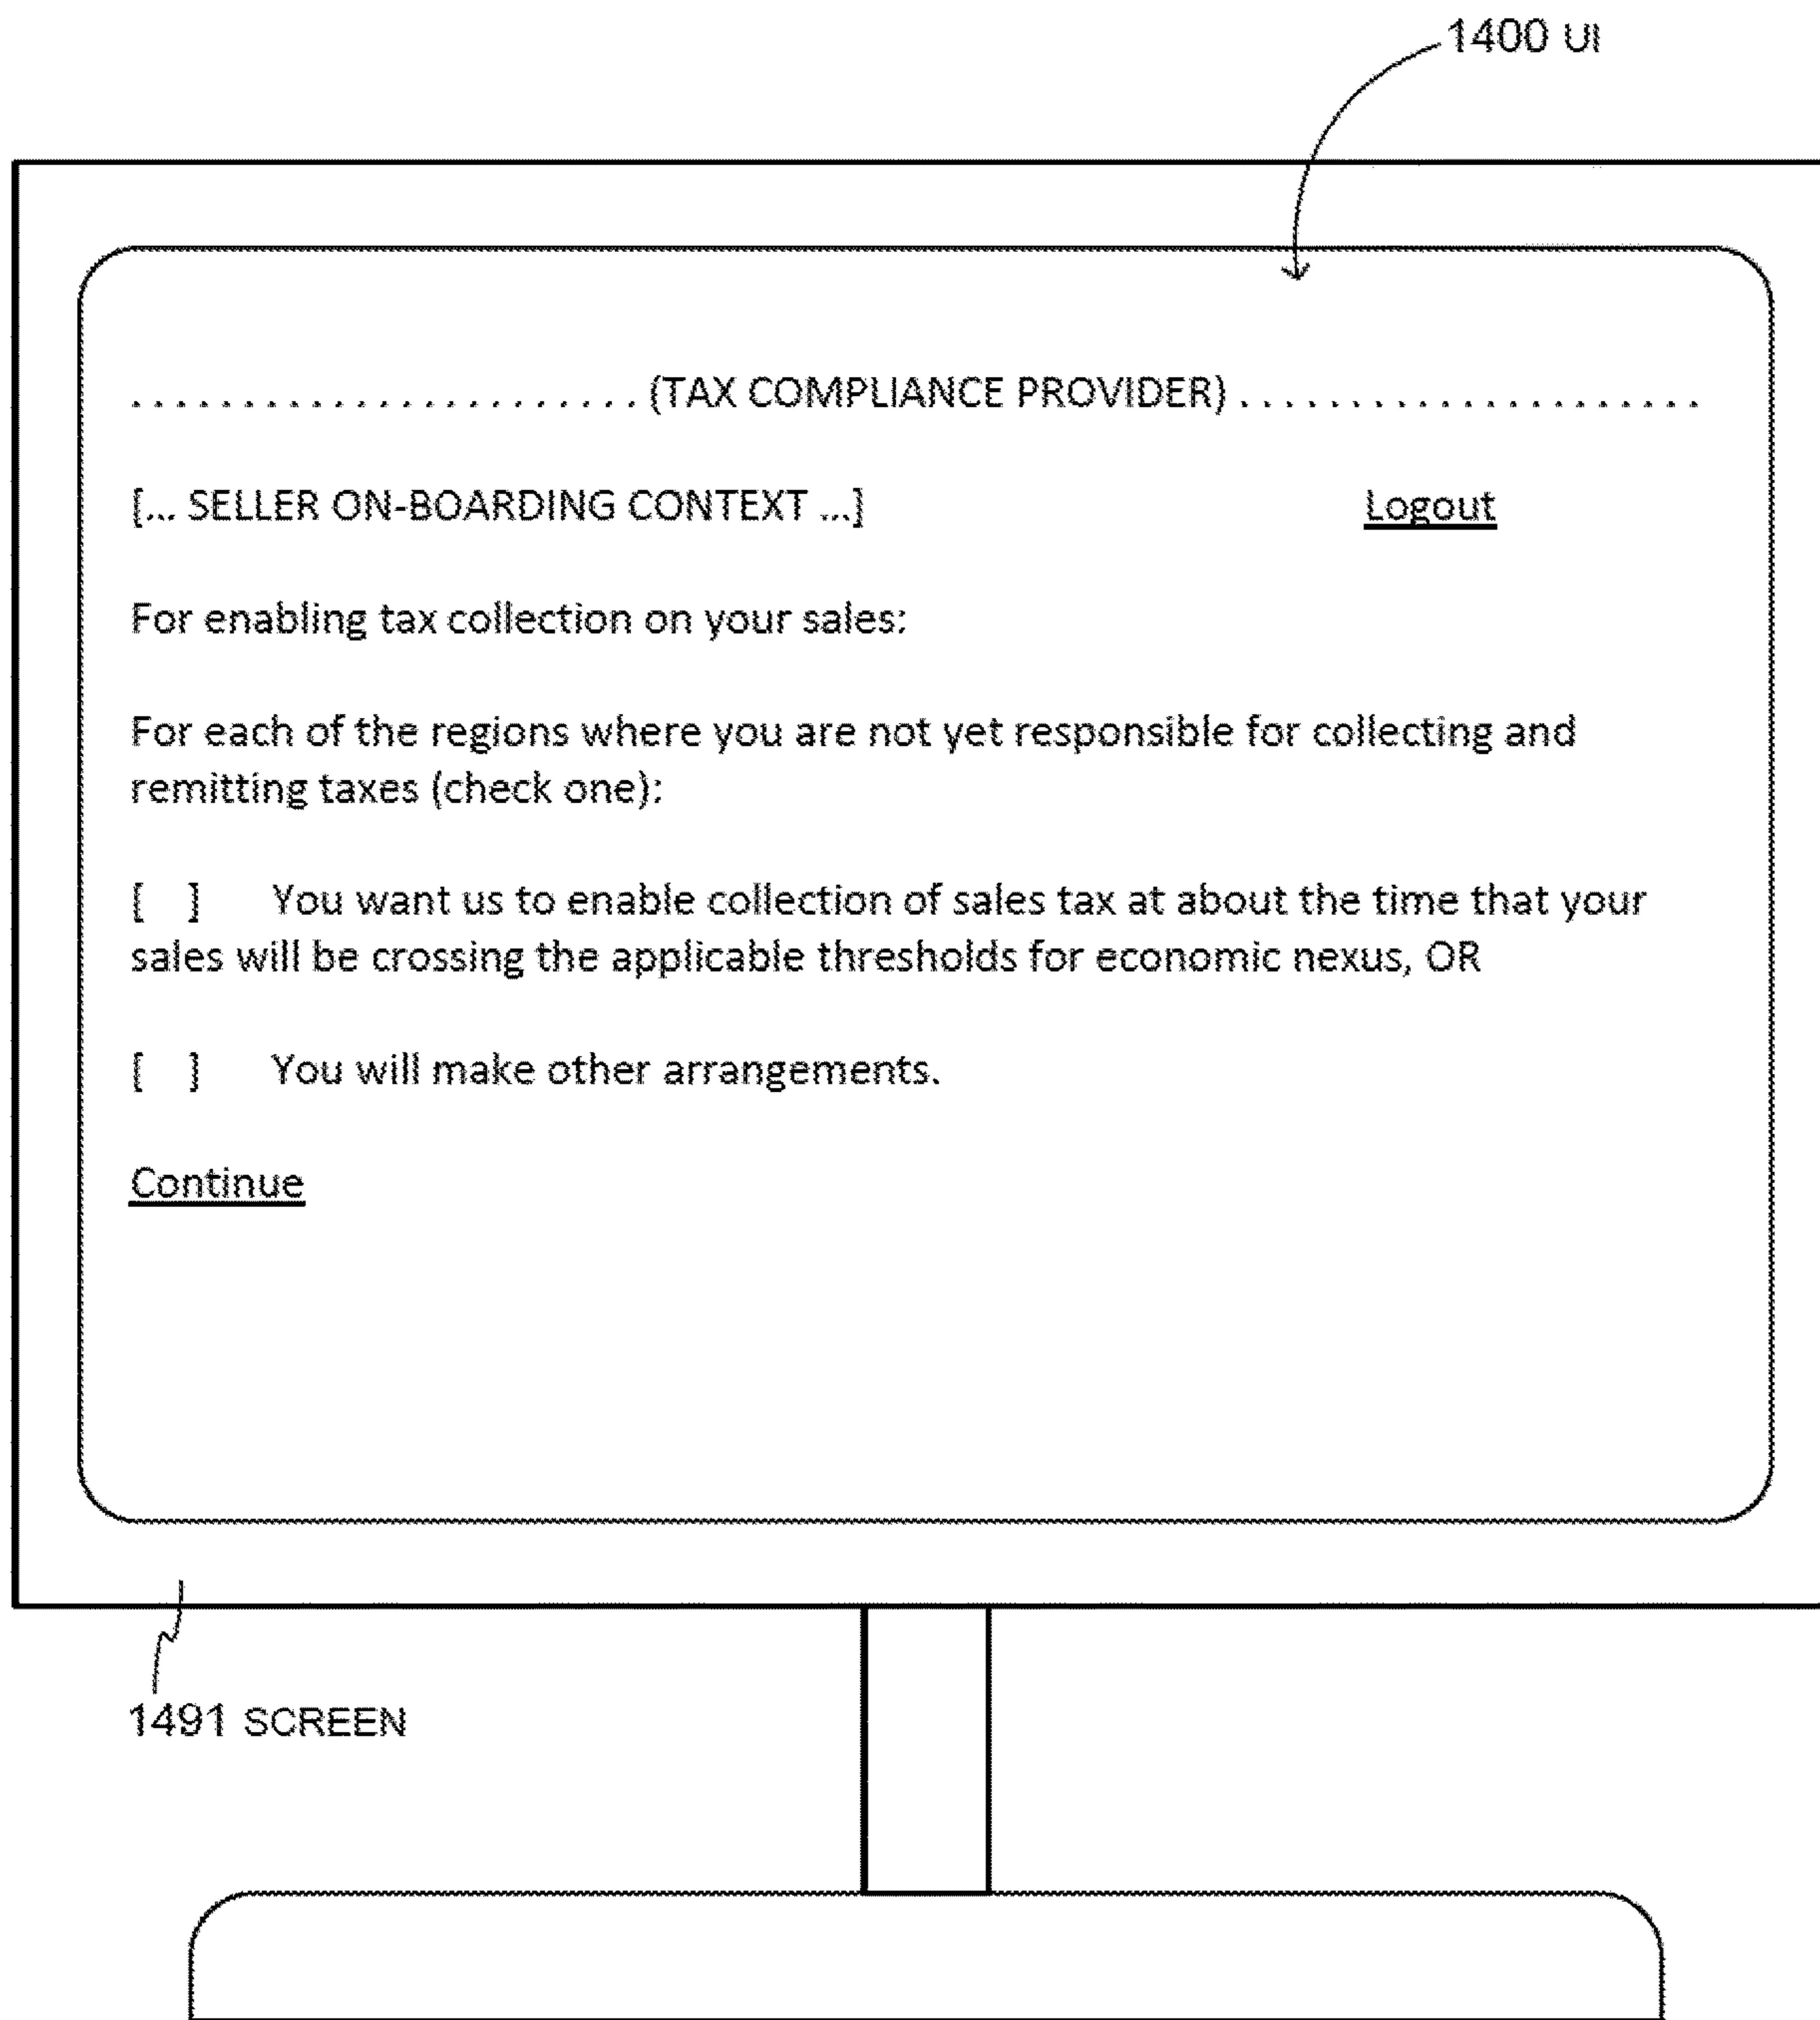 1400 UI
. . . . . . . . . . . . . . . . . . . . . . . (TAX COMPLIANCE PROVIDER) . . . . . . . . . . . . . . . . . . . . .
[... SELLER ON-BOARDING CONTEXT ...] Logout
For enabling tax collection on your sales:
For each of the regions where you are not yet responsible for collecting and
remitting taxes (check one):
[ ] You want us to enable collection of sales tax at about the time that your
sales will be crossing the applicable thresholds for economic nexus, OR
[ ] You will make other arrangements.
Continue
1491 SCREEN